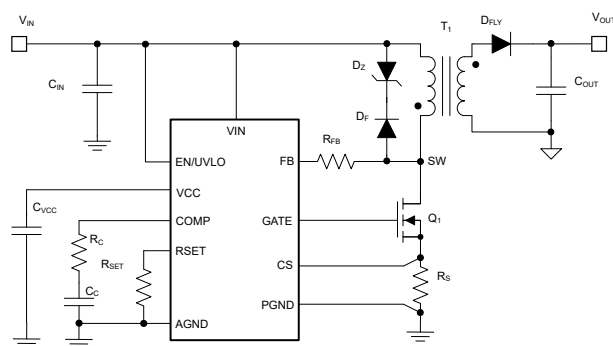 VIN
T1
DFLY
VOUT
CIN
DZ
DF
COUT
VIN
EN/UVLO
FB
RFB
SW
VCC
CVCC
COMP
GATE
Q1
RC
RSET
RSET
CS
RS
CC
PGND
AGND